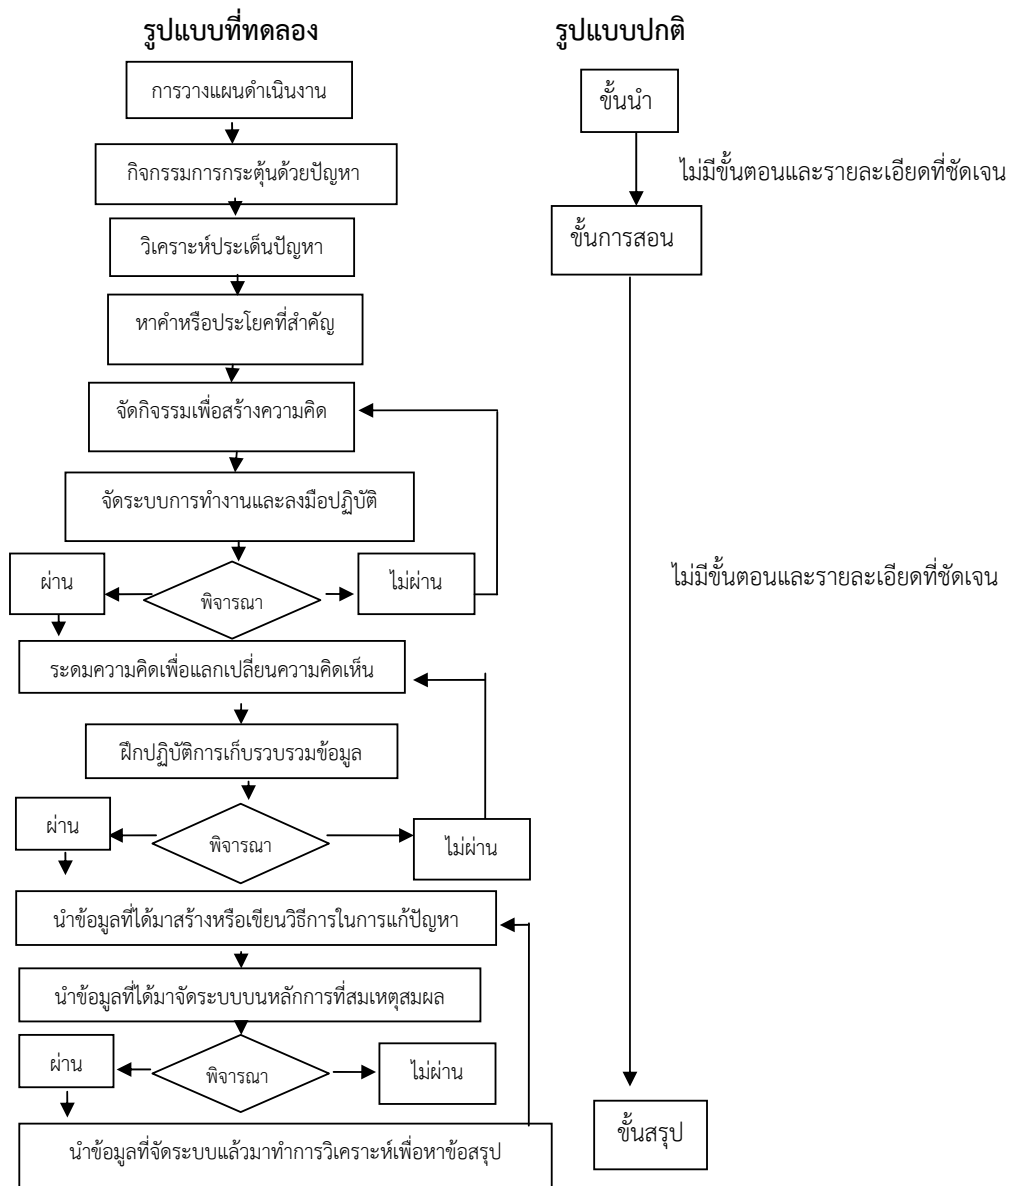 รูปแบบที่ทดลอง
รูปแบบปกติ
การวางแผนดำเนินงาน
ขั้นนำ
กิจกรรมการกระตุ้นด้วยปัญหา
ไม่มีขั้นตอนและรายละเอียดที่ชัดเจน
วิเคราะห์ประเด็นปัญหา
ขั้นการสอน
หาคำหรือประโยคที่สำคัญ
จัดกิจกรรมเพื่อสร้างความคิด
จัดระบบการทำงานและลงมือปฏิบัติ
ผ่าน
พิจารณา
ไม่ผ่าน
ไม่มีขั้นตอนและรายละเอียดที่ชัดเจน
ระดมความคิดเพื่อแลกเปลี่ยนความคิดเห็น
ฝึกปฏิบัติการเก็บรวบรวมข้อมูล
ผ่าน
พิจารณา
ไม่ผ่าน
นำข้อมูลที่ได้มาสร้างหรือเขียนวิธีการในการแก้ปัญหา
นำข้อมูลที่ได้มาจัดระบบบนหลักการที่สมเหตุสมผล
ผ่าน
พิจารณา
ไม่ผ่าน
นำข้อมูลที่จัดระบบแล้วมาทำการวิเคราะห์เพื่อหาข้อสรุป
ขั้นสรุป